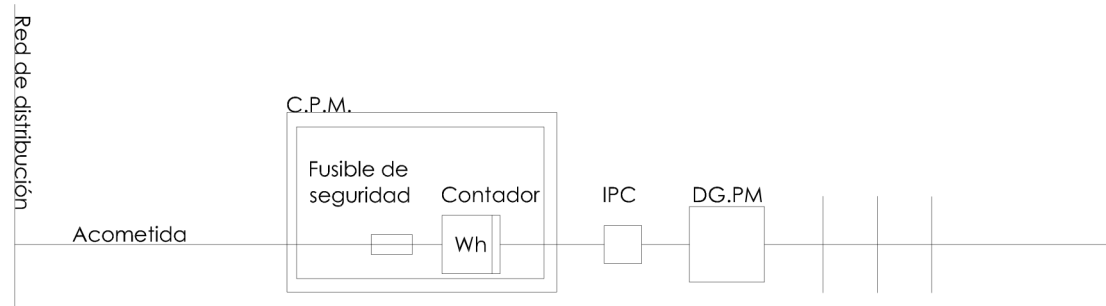 Red de distribución
C.P.M.
Fusible de
seguridad
Contador
IPC
DG.PM
Acometida
Wh